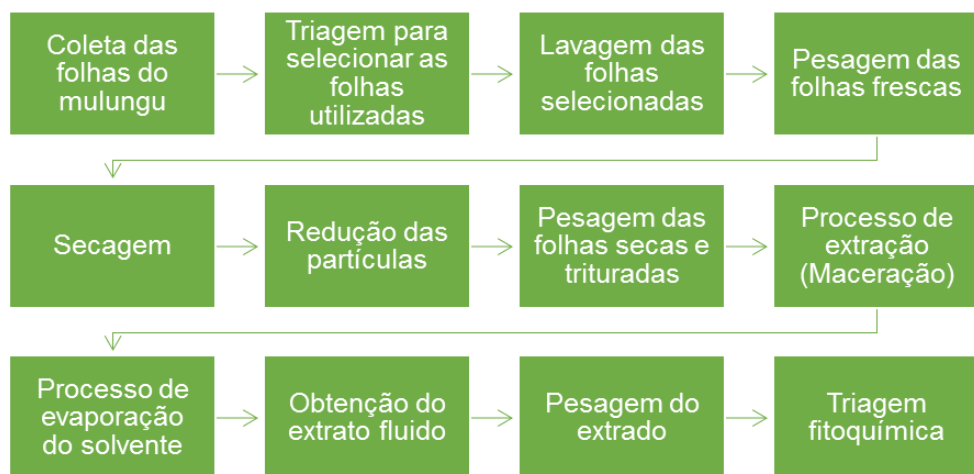 Coleta das
folhas do
mulungu
Triagem para
selecionar as
folhas
utilizadas
Lavagem das
folhas
selecionadas
Pesagem das
folhas frescas
Secagem
Redução das
partículas
Pesagem das
folhas secas e
trituradas
Processo de
extração
(Maceração)
Processo de
evaporação
do solvente
Obtenção do
extrato fluido
Pesagem do
extrado
Triagem
fitoquímica